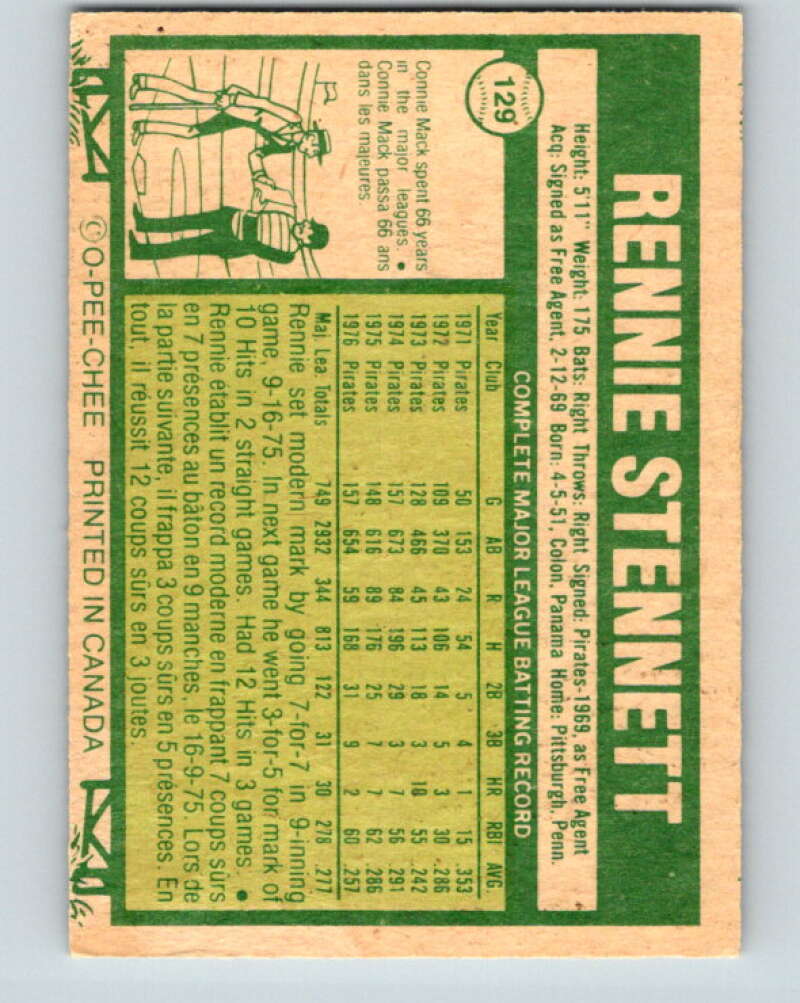 RENNIE STENNETT
129
Height: 5'11" Weight: 175 Bats: Right Throws: Right Signed: Pirates-1969, as Free Agent
Acq: Signed as Free Agent, 2-12-69 Born: 4-5-51, Colon, Panama Home: Pittsburgh, Penn.
COMPLETE MAJOR LEAGUE BATTING RECORD
Year Club G AB R H 2B 3B HR RBI AVG
1971 Pirates 50 153 24 54 5 4 1 15 .353
1972 Pirates 109 370 43 106 14 5 3 30 .286
1973 Pirates 128 466 45 113 18 3 10 55 .242
1974 Pirates 157 673 84 196 29 3 7 56 .291
1975 Pirates 148 616 89 176 25 7 7 62 .286
1976 Pirates 157 654 59 168 31 9 2 60 .257
Maj. Lea. Totals 749 2932 344 813 122 31 30 278 .277
Rennie set modern mark by going 7-for-7 in 9-inning
game, 9-16-75. In next game he went 3-for-5 for mark of
10 Hits in 2 straight games. Had 12 Hits in 3 games. •
Rennie établit un record moderne en frappant 7 coups sûrs
en 7 présences au bâton en 9 manches, le 16-9-75. Lors de
la partie suivante, il frappa 3 coups sûrs en 5 présences. En
tout, il réussit 12 coups sûrs en 3 joutes.
Connie Mack spent 66 years
in the major leagues. •
Connie Mack passa 66 ans
dans les majeures.
©O-PEE-CHEE PRINTED IN CANADA